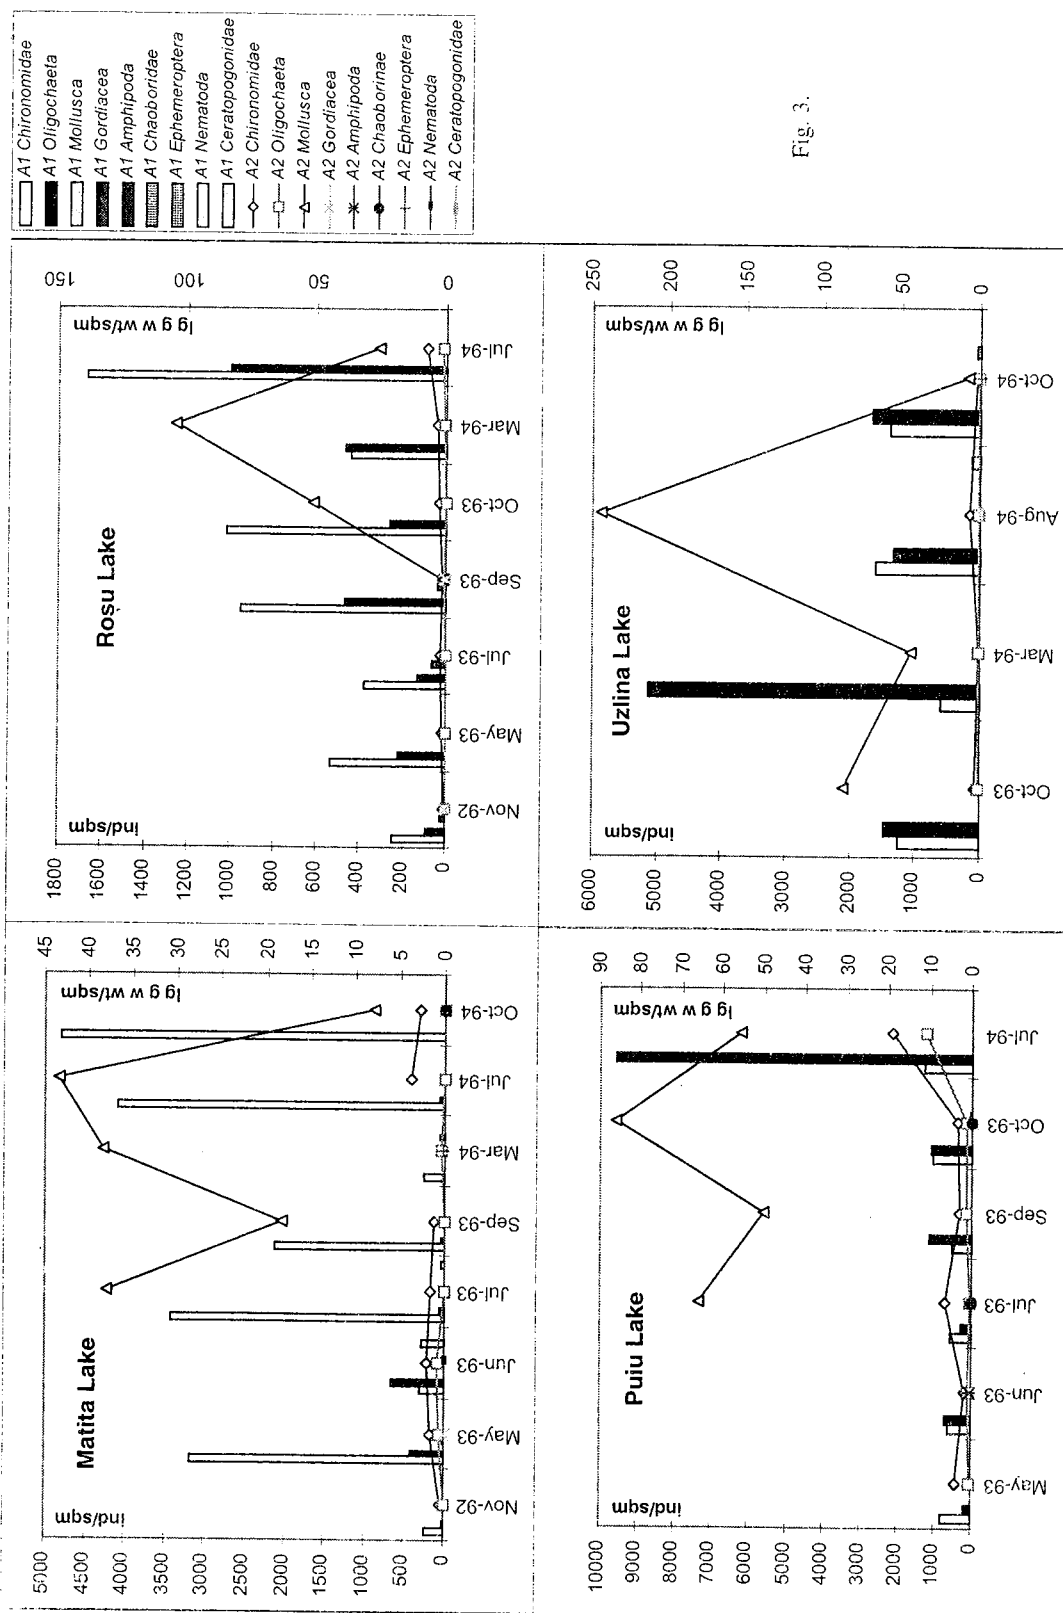 Matita Lake
ind/sqm
lg g w wt/sqm
5000
4000
3000
2000
1500
1000
500
0
45
40
35
30
25
20
15
10
5
0
Nov-92
May-93
Jun-93
Jul-93
Sep-93
Mar-94
Jul-94
Oct-94
Roșu Lake
ind/sqm
lg g w wt/sqm
1800
1600
1400
1200
1000
800
600
400
200
0
150
100
50
0
Nov-92
May-93
Jul-93
Sep-93
Oct-93
Mar-94
Jul-94
A1 Chironomidae
A1 Oligochaeta
A1 Mollusca
A1 Gordiacea
A1 Amphipoda
A1 Chaoboridae
A1 Ephemeroptera
A1 Nematoda
A1 Ceratopogonidae
A2 Chironomidae
A2 Oligochaeta
A2 Mollusca
A2 Gordiacea
A2 Amphipoda
A2 Chaoborinae
A2 Ephemeroptera
A2 Nematoda
A2 Ceratopogonidae
Puiu Lake
ind/sqm
lg g w wt/sqm
10000
9000
8000
7000
6000
5000
4000
3000
2000
1000
0
90
80
70
60
50
40
30
20
10
0
May-93
Jun-93
Jul-93
Sep-93
Oct-93
Jul-94
Uzlina Lake
ind/sqm
lg g w wt/sqm
6000
5000
4000
3000
2000
1000
0
250
200
150
100
50
0
Oct-93
Mar-94
Aug-94
Oct-94
Fig. 3.